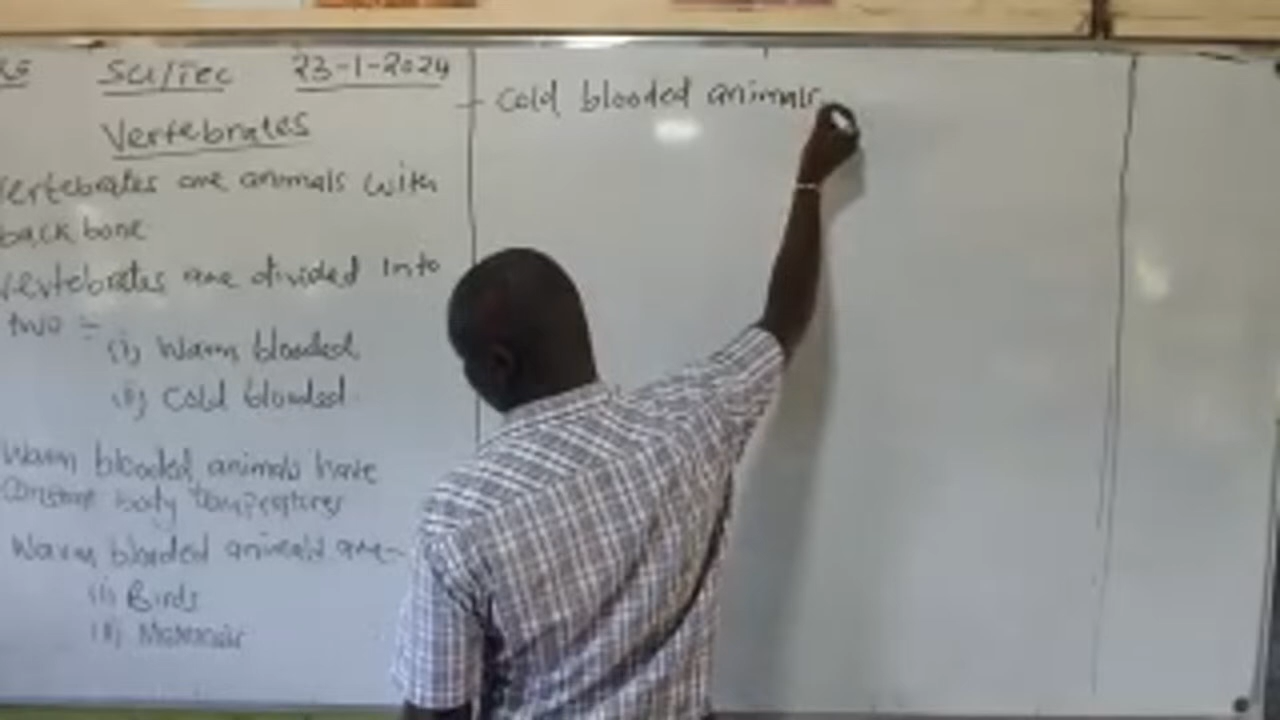 Sci/Tec 23-1-2024
Vertebrates
Vertebrates are animals with
back bone
Vertebrates are divided into
two :-
(i) Warm blooded
(ii) Cold blooded
Warm blooded animals have
Constant body temperatures
Warm blooded animals are-
(i) Birds
(ii) Mammals
- Cold blooded animals